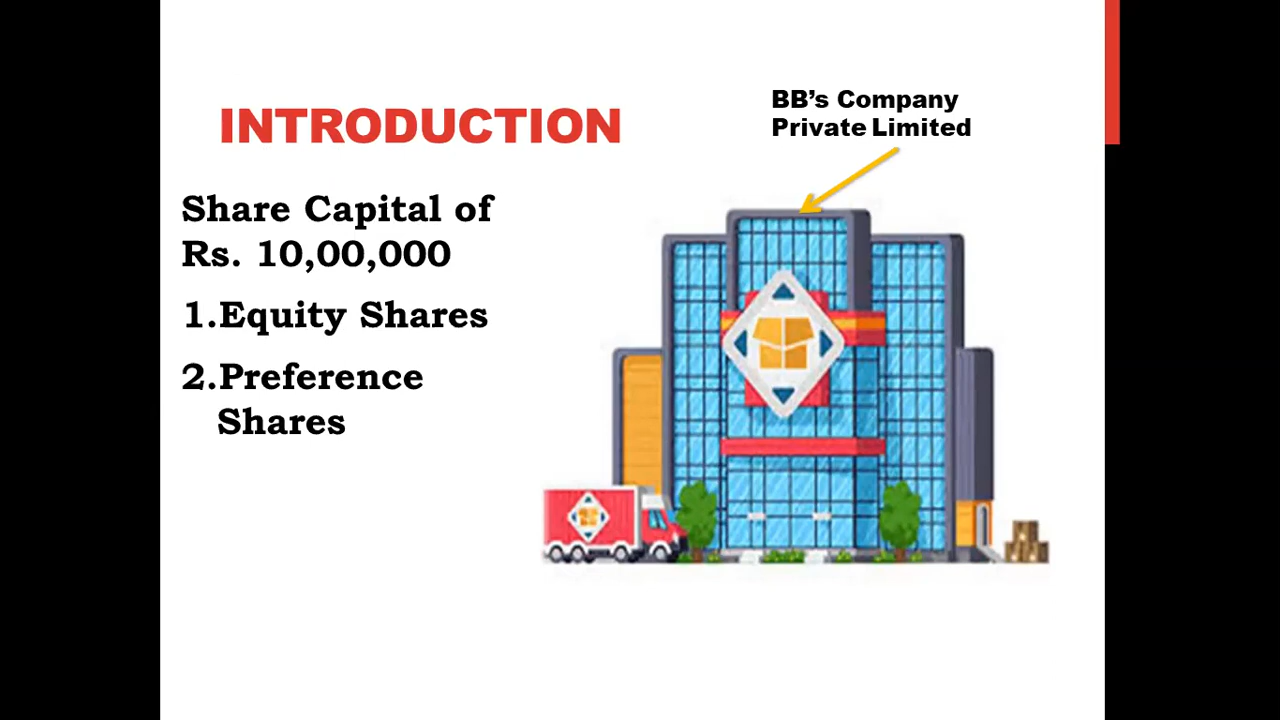 INTRODUCTION
BB’s Company
Private Limited
Share Capital of
Rs. 10,00,000
1.Equity Shares
2.Preference
Shares